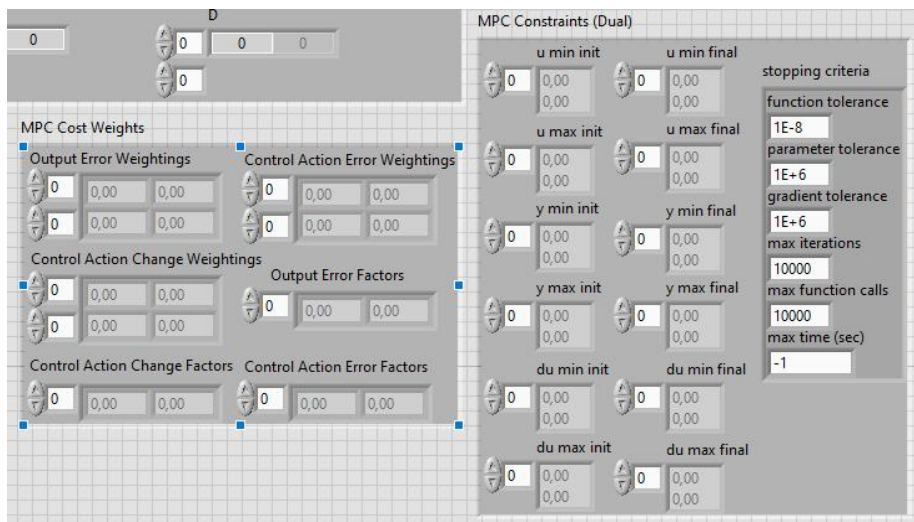 D
0
0 0 0
0
MPC Cost Weights
Output Error Weightings
0 0,00 0,00
0 0,00 0,00
Control Action Error Weightings
0 0,00 0,00
0 0,00 0,00
Control Action Change Weightings
0 0,00 0,00
0 0,00 0,00
Output Error Factors
0 0,00 0,00
Control Action Change Factors
0 0,00 0,00
Control Action Error Factors
0 0,00 0,00
MPC Constraints (Dual)
u min init
0 0,00
0,00
u min final
0 0,00
0,00
u max init
0 0,00
0,00
u max final
0 0,00
0,00
y min init
0 0,00
0,00
y min final
0 0,00
0,00
y max init
0 0,00
0,00
y max final
0 0,00
0,00
du min init
0 0,00
0,00
du min final
0 0,00
0,00
du max init
0 0,00
0,00
du max final
0 0,00
0,00
stopping criteria
function tolerance
1E-8
parameter tolerance
1E+6
gradient tolerance
1E+6
max iterations
10000
max function calls
10000
max time (sec)
-1